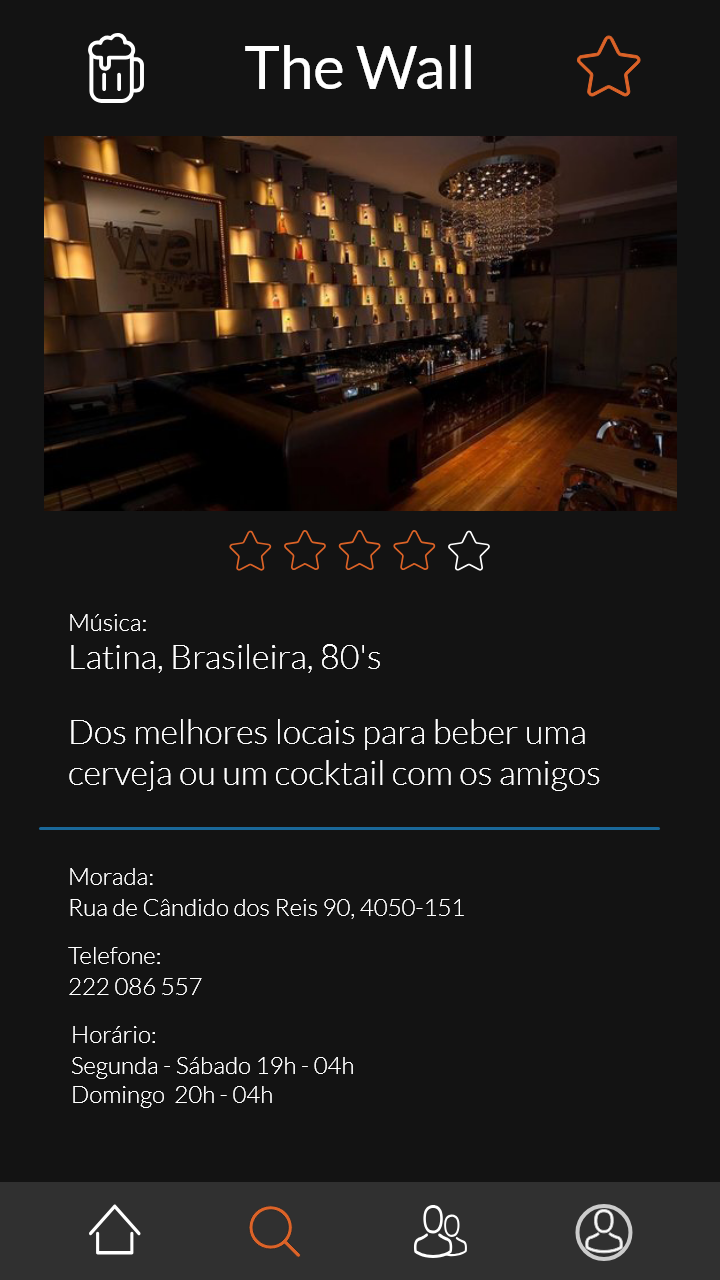 The Wall
the wall
Música:
Latina, Brasileira, 80's
Dos melhores locais para beber uma
cerveja ou um cocktail com os amigos
Morada:
Rua de Cândido dos Reis 90, 4050-151
Telefone:
222 086 557
Horário:
Segunda - Sábado 19h - 04h
Domingo 20h - 04h